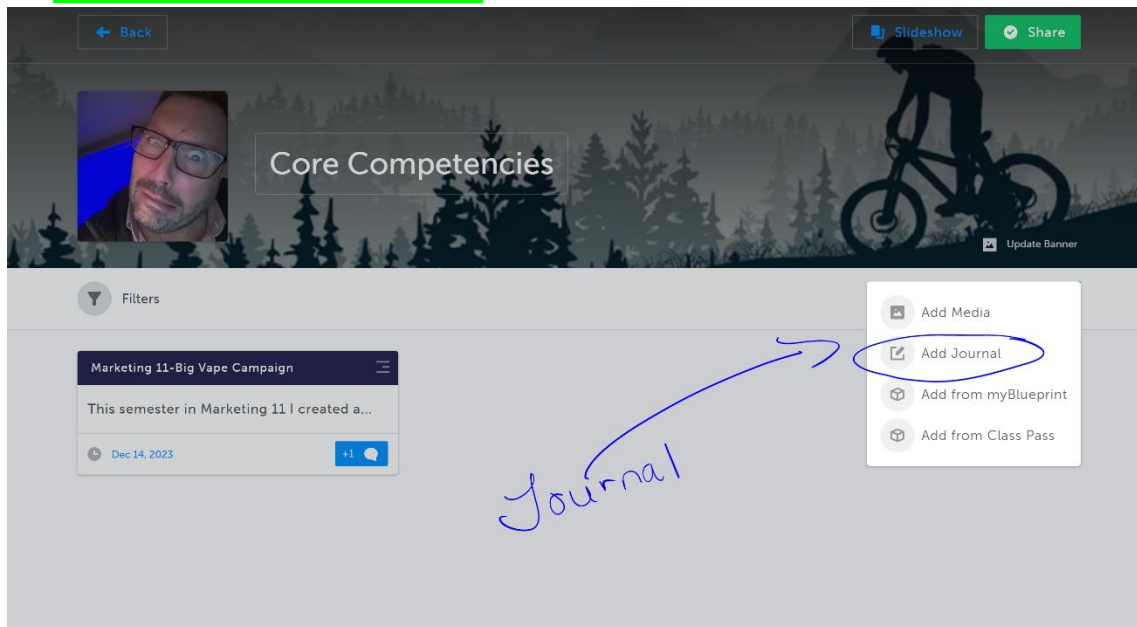 Back
Slideshow
Share
Core Competencies
Update Banner
Filters
Add Media
Add Journal
Add from myBlueprint
Add from Class Pass
Marketing 11-Big Vape Campaign
This semester in Marketing 11 I created a...
Dec 14, 2023
+1
Journal